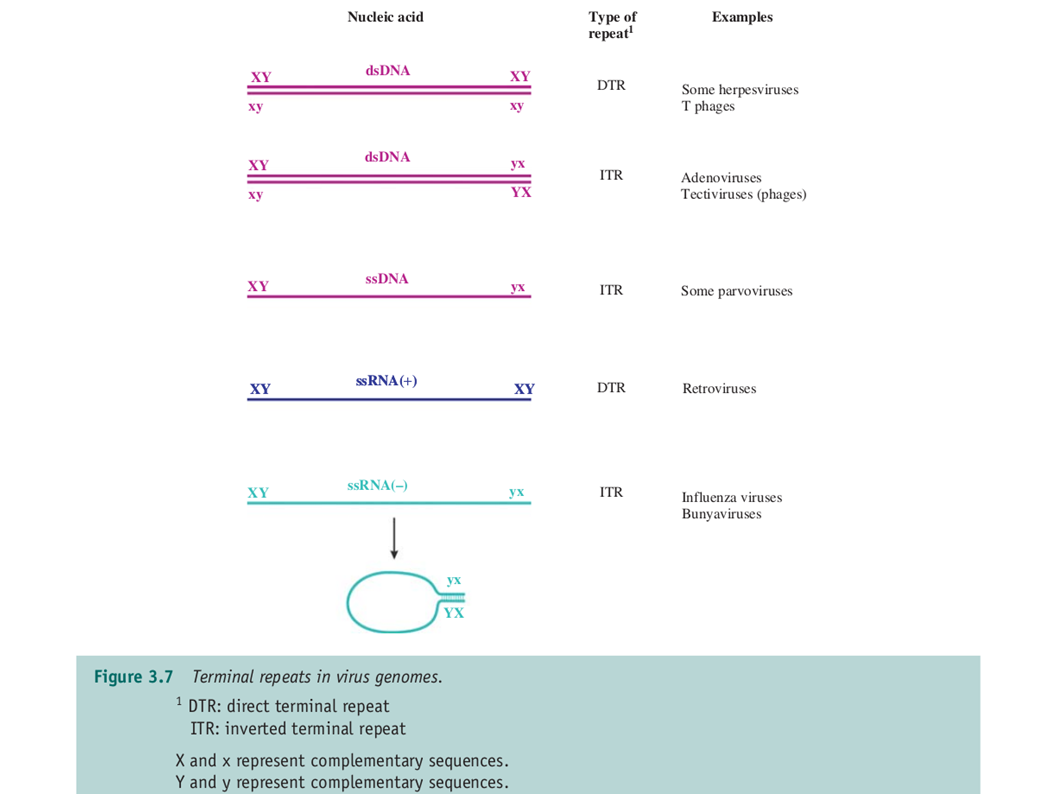 Nucleic acid Type of repeat1 Examples
dsDNA
XY XY
xy xy
DTR
Some herpesviruses
T phages
dsDNA
XY yx
xy YX
ITR
Adenoviruses
Tectiviruses (phages)
ssDNA
XY yx
ITR
Some parvoviruses
ssRNA(+)
XY XY
DTR
Retroviruses
ssRNA(–)
XY yx
ITR
Influenza viruses
Bunyaviruses
yx
YX
Figure 3.7 Terminal repeats in virus genomes.
1 DTR: direct terminal repeat
ITR: inverted terminal repeat
X and x represent complementary sequences.
Y and y represent complementary sequences.